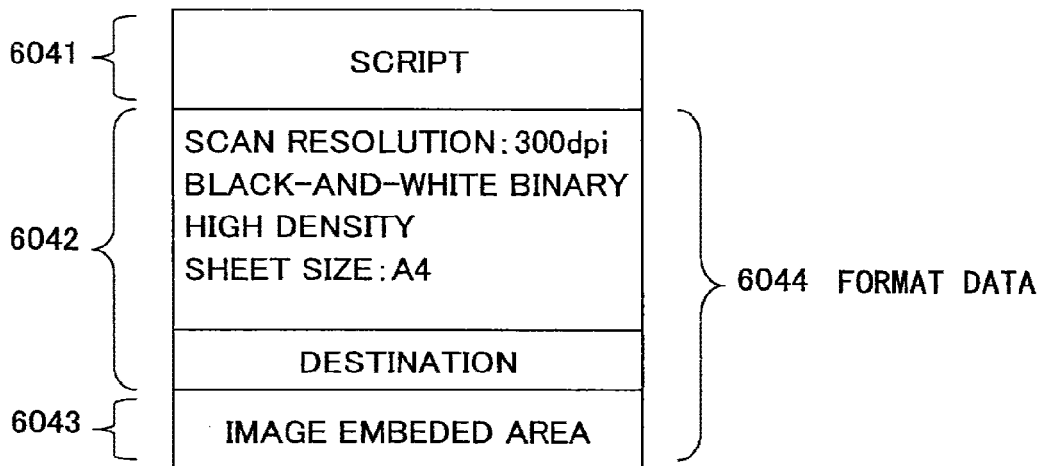 6041
SCRIPT
SCAN RESOLUTION:300dpi
BLACK-AND-WHITE BINARY
HIGH DENSITY
SHEET SIZE:A4
6042
6044 FORMAT DATA
DESTINATION
6043
IMAGE EMBEDED AREA